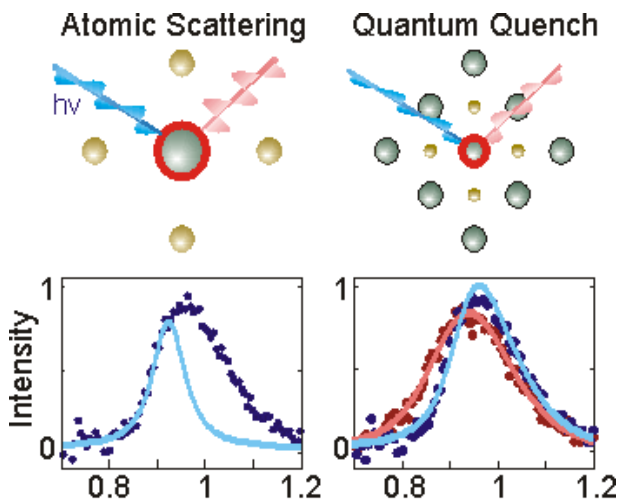 Atomic Scattering
Quantum Quench
hν
Intensity
1
0
0.8
1
1.2
1
0
0.8
1
1.2